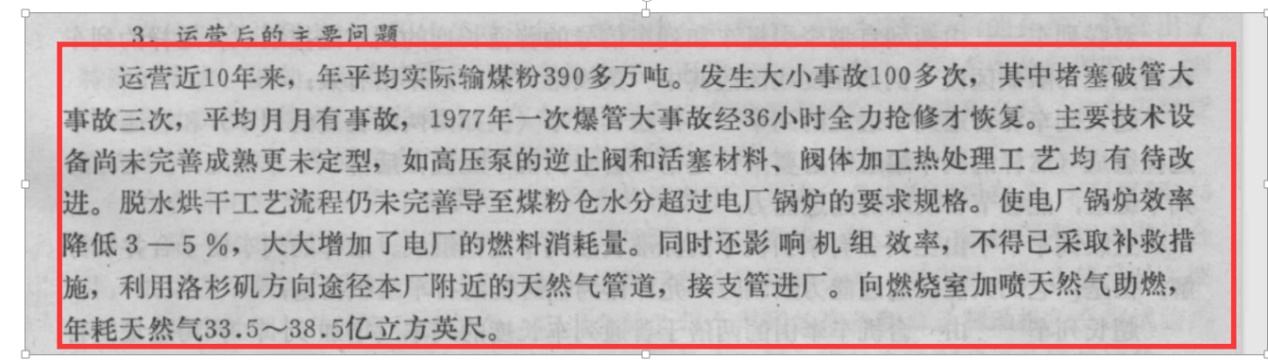 3. 运营后的主要问题
运营近10年来，年平均实际输煤粉390多万吨。发生大小事故100多次，其中堵塞破管大
事故三次，平均月月有事故，1977年一次爆管大事故经36小时全力抢修才恢复。主要技术设
备尚未完善成熟更未定型，如高压泵的逆止阀和活塞材料、阀体加工热处理工艺均有待改
进。脱水烘干工艺流程仍未完善导至煤粉仓水分超过电厂锅炉的要求规格。使电厂锅炉效率
降低3—5%，大大增加了电厂的燃料消耗量。同时还影响机组效率，不得已采取补救措
施，利用洛杉矶方向途径本厂附近的天然气管道，接支管进厂。向燃烧室加喷天然气助燃，
年耗天然气33.5～38.5亿立方英尺。